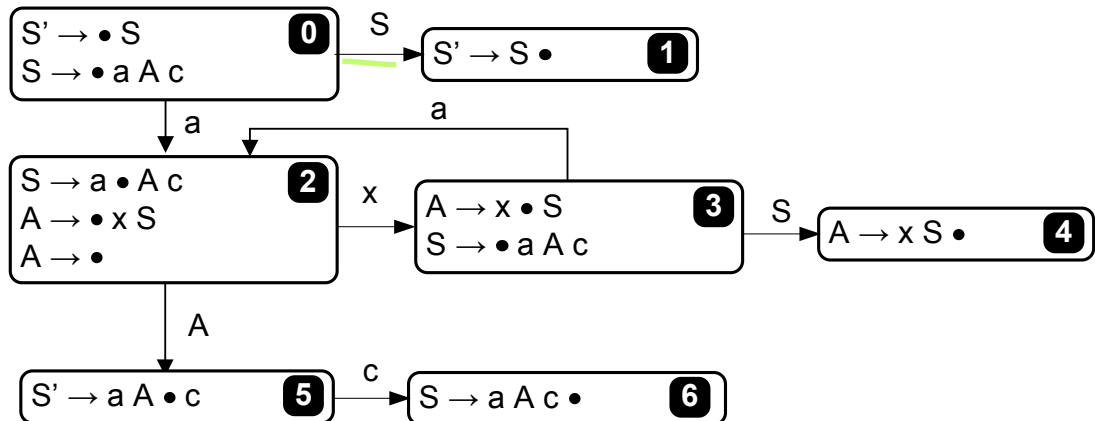 S’ → • S
S → • a A c
0
S
S’ → S •
1
a
a
S → a • A c
A → • x S
A → •
2
x
A → x • S
S → • a A c
3
S
A → x S •
4
A
S’ → a A • c
5
c
S → a A c •
6